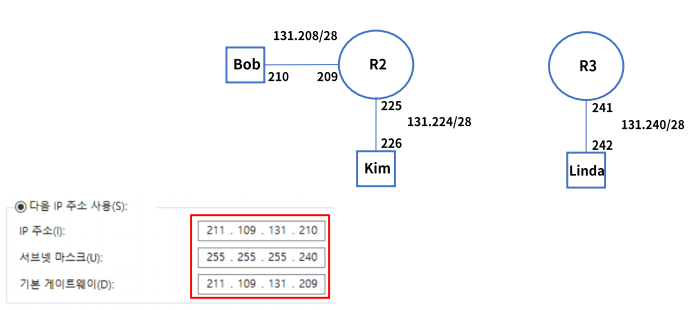 131.208/28
Bob
210
209
R2
225
131.224/28
226
Kim
R3
241
131.240/28
242
Linda
다음 IP 주소 사용(S):
IP 주소(I): 211 . 109 . 131 . 210
서브넷 마스크(U): 255 . 255 . 255 . 240
기본 게이트웨이(D): 211 . 109 . 131 . 209